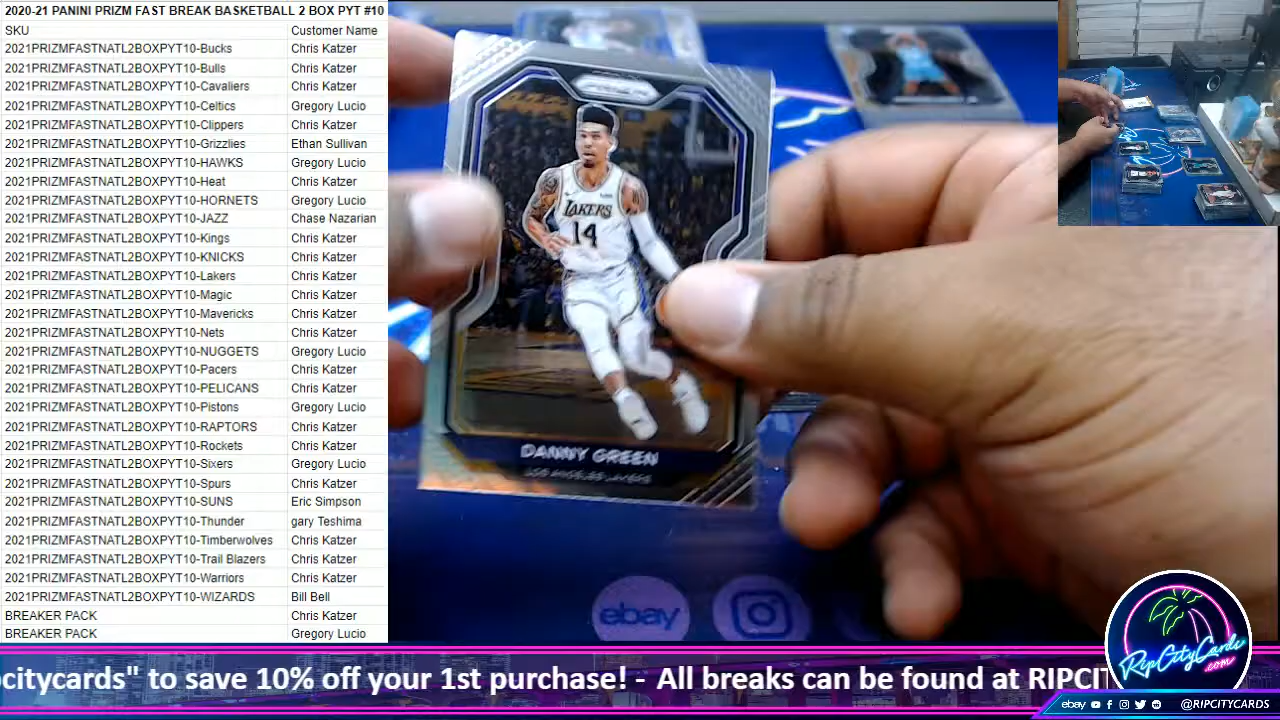 2020-21 PANINI PRIZM FAST BREAK BASKETBALL 2 BOX PYT #10
SKU Customer Name
2021PRIZMFASTNATL2BOXPYT10-Bucks Chris Katzer
2021PRIZMFASTNATL2BOXPYT10-Bulls Chris Katzer
2021PRIZMFASTNATL2BOXPYT10-Cavaliers Chris Katzer
2021PRIZMFASTNATL2BOXPYT10-Celtics Gregory Lucio
2021PRIZMFASTNATL2BOXPYT10-Clippers Chris Katzer
2021PRIZMFASTNATL2BOXPYT10-Grizzlies Ethan Sullivan
2021PRIZMFASTNATL2BOXPYT10-HAWKS Gregory Lucio
2021PRIZMFASTNATL2BOXPYT10-Heat Chris Katzer
2021PRIZMFASTNATL2BOXPYT10-HORNETS Gregory Lucio
2021PRIZMFASTNATL2BOXPYT10-JAZZ Chase Nazarian
2021PRIZMFASTNATL2BOXPYT10-Kings Chris Katzer
2021PRIZMFASTNATL2BOXPYT10-KNICKS Chris Katzer
2021PRIZMFASTNATL2BOXPYT10-Lakers Chris Katzer
2021PRIZMFASTNATL2BOXPYT10-Magic Chris Katzer
2021PRIZMFASTNATL2BOXPYT10-Mavericks Chris Katzer
2021PRIZMFASTNATL2BOXPYT10-Nets Chris Katzer
2021PRIZMFASTNATL2BOXPYT10-NUGGETS Gregory Lucio
2021PRIZMFASTNATL2BOXPYT10-Pacers Chris Katzer
2021PRIZMFASTNATL2BOXPYT10-PELICANS Chris Katzer
2021PRIZMFASTNATL2BOXPYT10-Pistons Gregory Lucio
2021PRIZMFASTNATL2BOXPYT10-RAPTORS Chris Katzer
2021PRIZMFASTNATL2BOXPYT10-Rockets Chris Katzer
2021PRIZMFASTNATL2BOXPYT10-Sixers Gregory Lucio
2021PRIZMFASTNATL2BOXPYT10-Spurs Chris Katzer
2021PRIZMFASTNATL2BOXPYT10-SUNS Eric Simpson
2021PRIZMFASTNATL2BOXPYT10-Thunder gary Teshima
2021PRIZMFASTNATL2BOXPYT10-Timberwolves Chris Katzer
2021PRIZMFASTNATL2BOXPYT10-Trail Blazers Chris Katzer
2021PRIZMFASTNATL2BOXPYT10-Warriors Chris Katzer
2021PRIZMFASTNATL2BOXPYT10-WIZARDS Bill Bell
BREAKER PACK Chris Katzer
BREAKER PACK Gregory Lucio
PRIZM
LAKERS
14
DANNY GREEN
LOS ANGELES LAKERS
ebay
RipCityCards
.com
citycards" to save 10% off your 1st purchase! - All breaks can be found at RIPCIT
ebay @RIPCITYCARDS